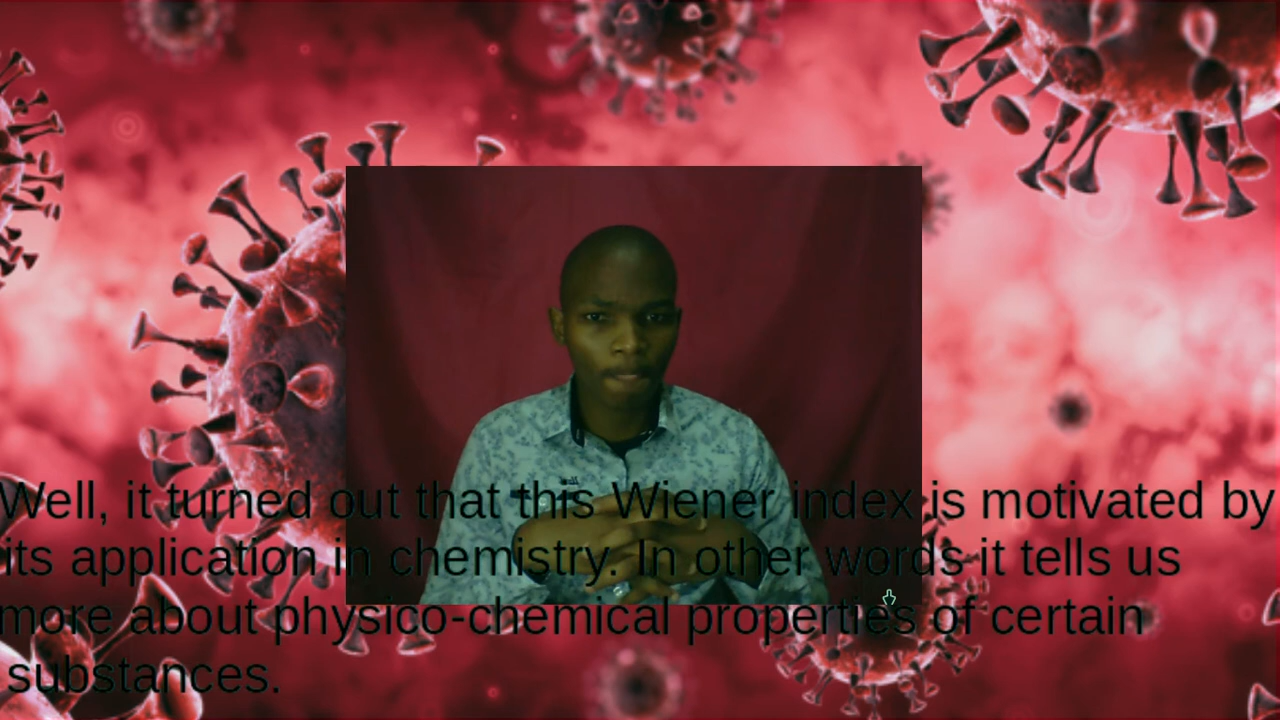 Well, it turned out that this Wiener index is motivated by
its application in chemistry. In other words it tells us
more about physico-chemical properties of certain
substances.